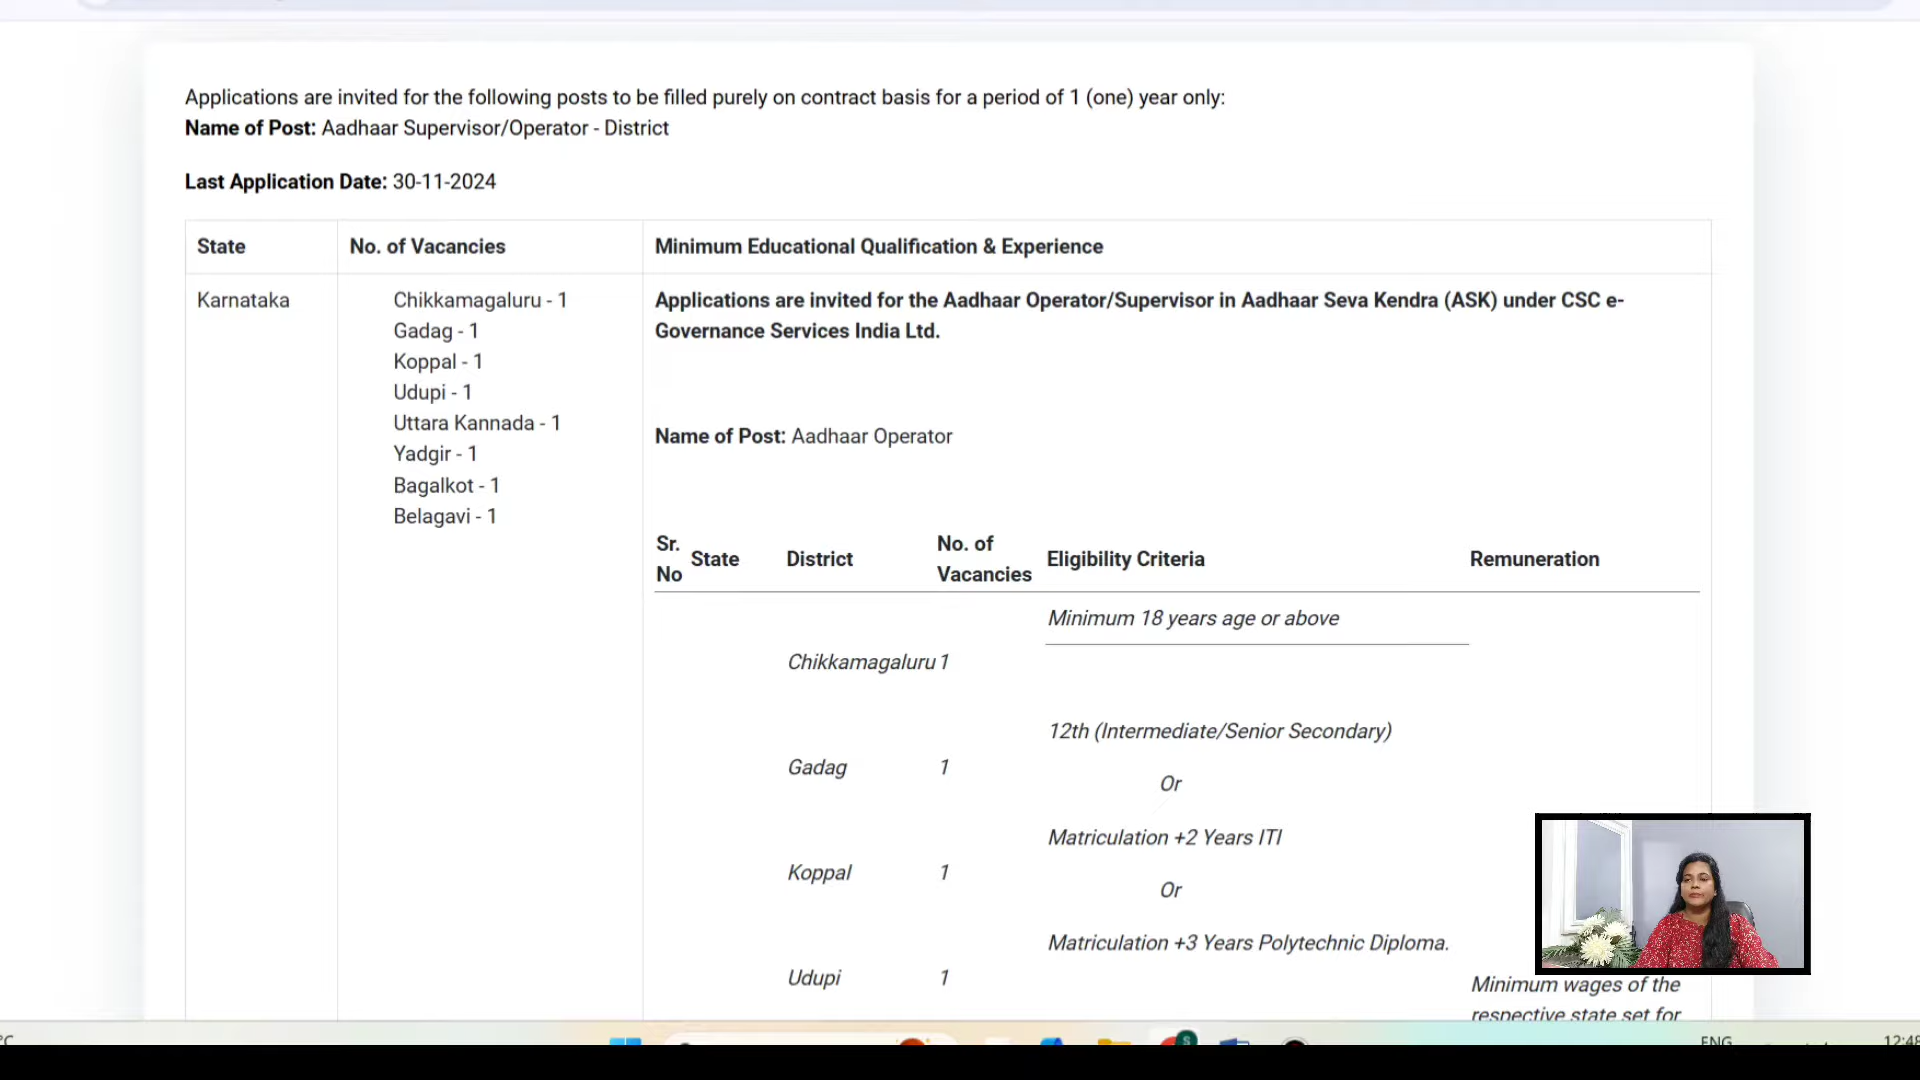 Applications are invited for the following posts to be filled purely on contract basis for a period of 1 (one) year only:
Name of Post: Aadhaar Supervisor/Operator - District
Last Application Date: 30-11-2024
State
No. of Vacancies
Minimum Educational Qualification & Experience
Karnataka
Chikkamagaluru - 1
Gadag - 1
Koppal - 1
Udupi - 1
Uttara Kannada - 1
Yadgir - 1
Bagalkot - 1
Belagavi - 1
Applications are invited for the Aadhaar Operator/Supervisor in Aadhaar Seva Kendra (ASK) under CSC e-
Governance Services India Ltd.
Name of Post: Aadhaar Operator
Sr.
No
State
District
No. of
Vacancies
Eligibility Criteria
Remuneration
Minimum 18 years age or above
Chikkamagaluru 1
12th (Intermediate/Senior Secondary)
Gadag 1
Or
Matriculation +2 Years ITI
Koppal 1
Or
Matriculation +3 Years Polytechnic Diploma.
Udupi 1
Minimum wages of the
respective state set for
ENG
12:48